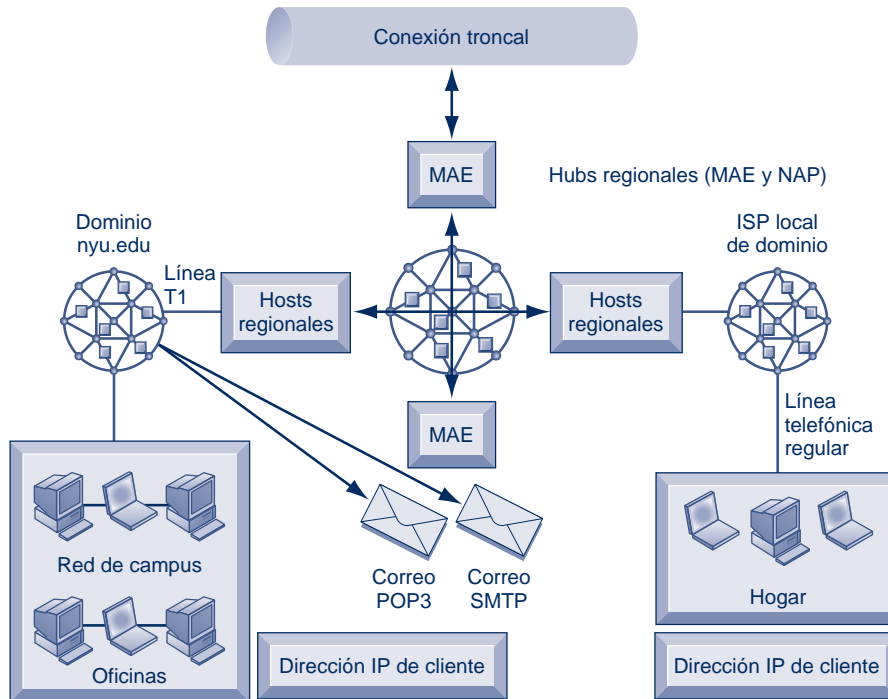 Conexión troncal
MAE
Hubs regionales (MAE y NAP)
Dominio
nyu.edu
ISP local
de dominio
Línea
T1
Hosts
regionales
Hosts
regionales
MAE
Línea
telefónica
regular
Red de campus
Correo
POP3
Correo
SMTP
Hogar
Oficinas
Dirección IP de cliente
Dirección IP de cliente